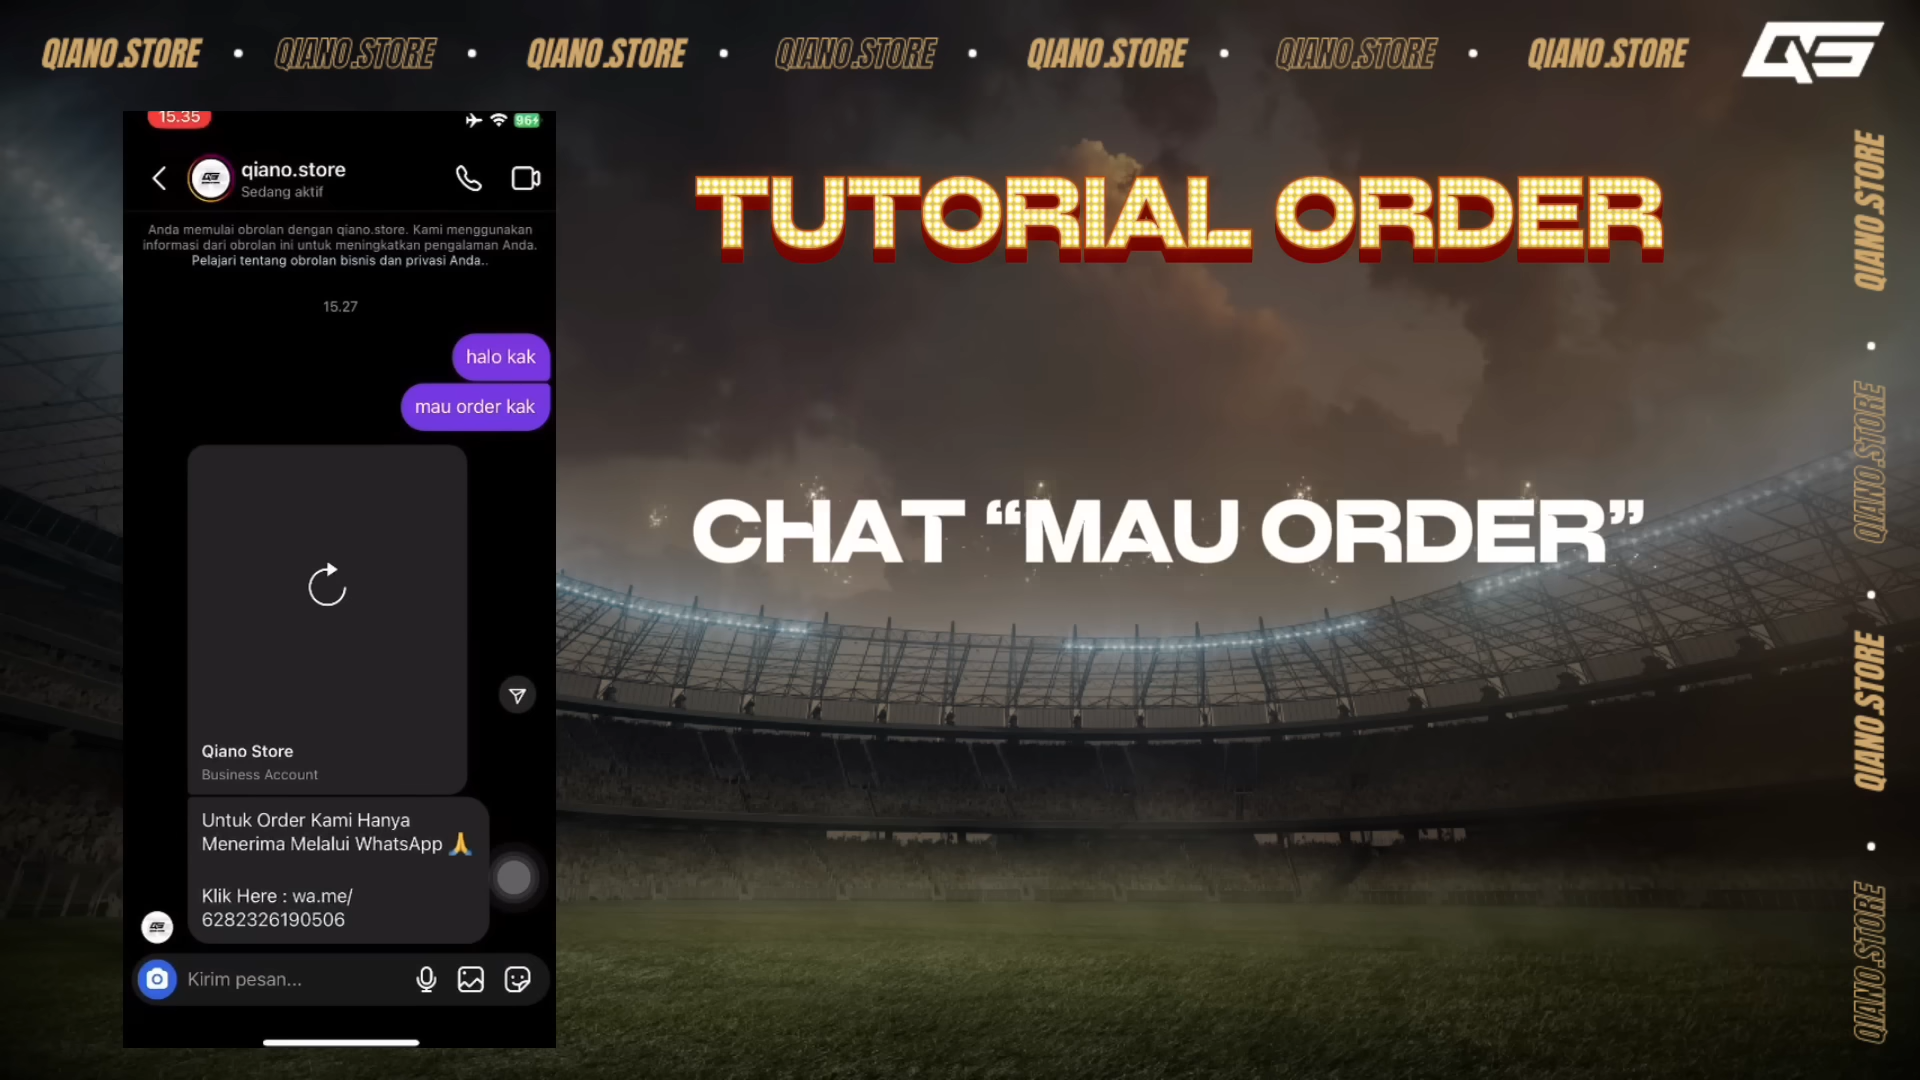 QIANO.STORE • QIANO.STORE • QIANO.STORE • QIANO.STORE • QIANO.STORE • QIANO.STORE • QIANO.STORE
QS
15.35
96
qiano.store
Sedang aktif
Anda memulai obrolan dengan qiano.store. Kami menggunakan
informasi dari obrolan ini untuk meningkatkan pengalaman Anda.
Pelajari tentang obrolan bisnis dan privasi Anda..
15.27
halo kak
mau order kak
Qiano Store
Business Account
Untuk Order Kami Hanya
Menerima Melalui WhatsApp 🙏
Klik Here : wa.me/
6282326190506
Kirim pesan...
TUTORIAL ORDER
CHAT “MAU ORDER”
QIANO.STORE • QIANO.STORE • QIANO.STORE • QIANO.STORE